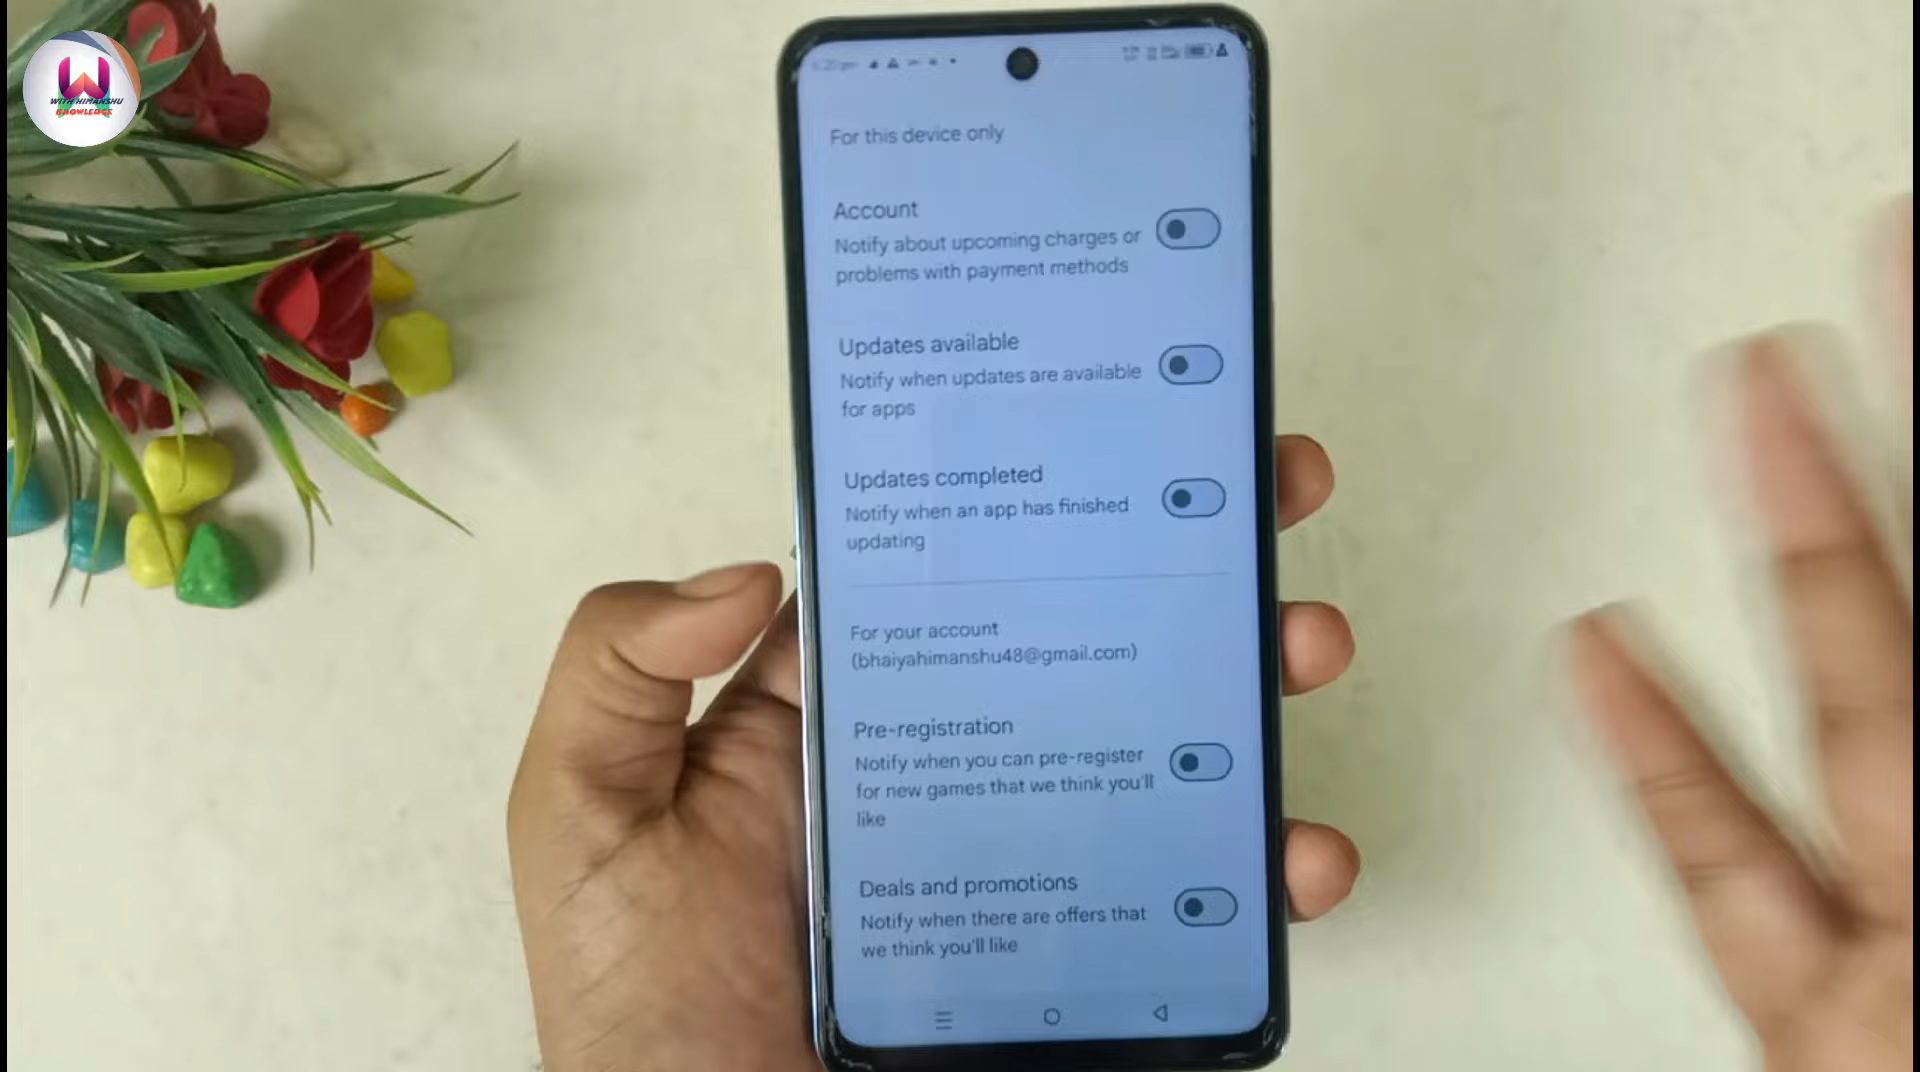 WITH HIMANSHU
KNOWLEDGE
For this device only
Account
Notify about upcoming charges or
problems with payment methods
Updates available
Notify when updates are available
for apps
Updates completed
Notify when an app has finished
updating
For your account
(bhaiyahimanshu48@gmail.com)
Pre-registration
Notify when you can pre-register
for new games that we think you'll
like
Deals and promotions
Notify when there are offers that
we think you'll like